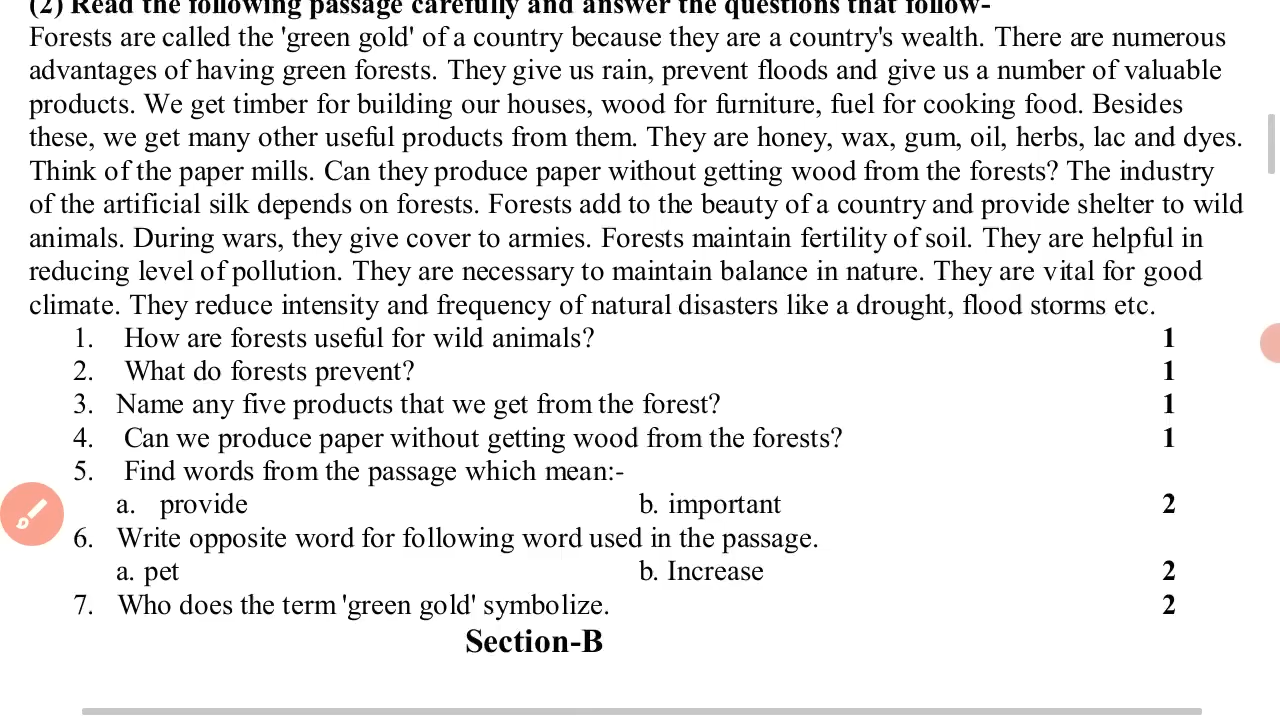 (2) Read the following passage carefully and answer the questions that follow-
Forests are called the 'green gold' of a country because they are a country's wealth. There are numerous
advantages of having green forests. They give us rain, prevent floods and give us a number of valuable
products. We get timber for building our houses, wood for furniture, fuel for cooking food. Besides
these, we get many other useful products from them. They are honey, wax, gum, oil, herbs, lac and dyes.
Think of the paper mills. Can they produce paper without getting wood from the forests? The industry
of the artificial silk depends on forests. Forests add to the beauty of a country and provide shelter to wild
animals. During wars, they give cover to armies. Forests maintain fertility of soil. They are helpful in
reducing level of pollution. They are necessary to maintain balance in nature. They are vital for good
climate. They reduce intensity and frequency of natural disasters like a drought, flood storms etc.
1. How are forests useful for wild animals? 1
2. What do forests prevent? 1
3. Name any five products that we get from the forest? 1
4. Can we produce paper without getting wood from the forests? 1
5. Find words from the passage which mean:-
a. provide b. important 2
6. Write opposite word for following word used in the passage.
a. pet b. Increase 2
7. Who does the term 'green gold' symbolize. 2
Section-B